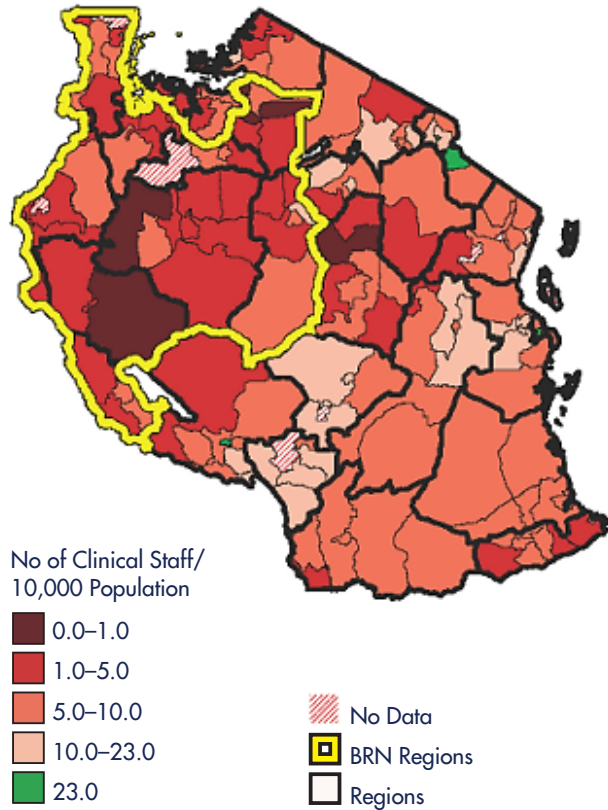 No of Clinical Staff/
10,000 Population
0.0–1.0
1.0–5.0
5.0–10.0
10.0–23.0
23.0
No Data
BRN Regions
Regions